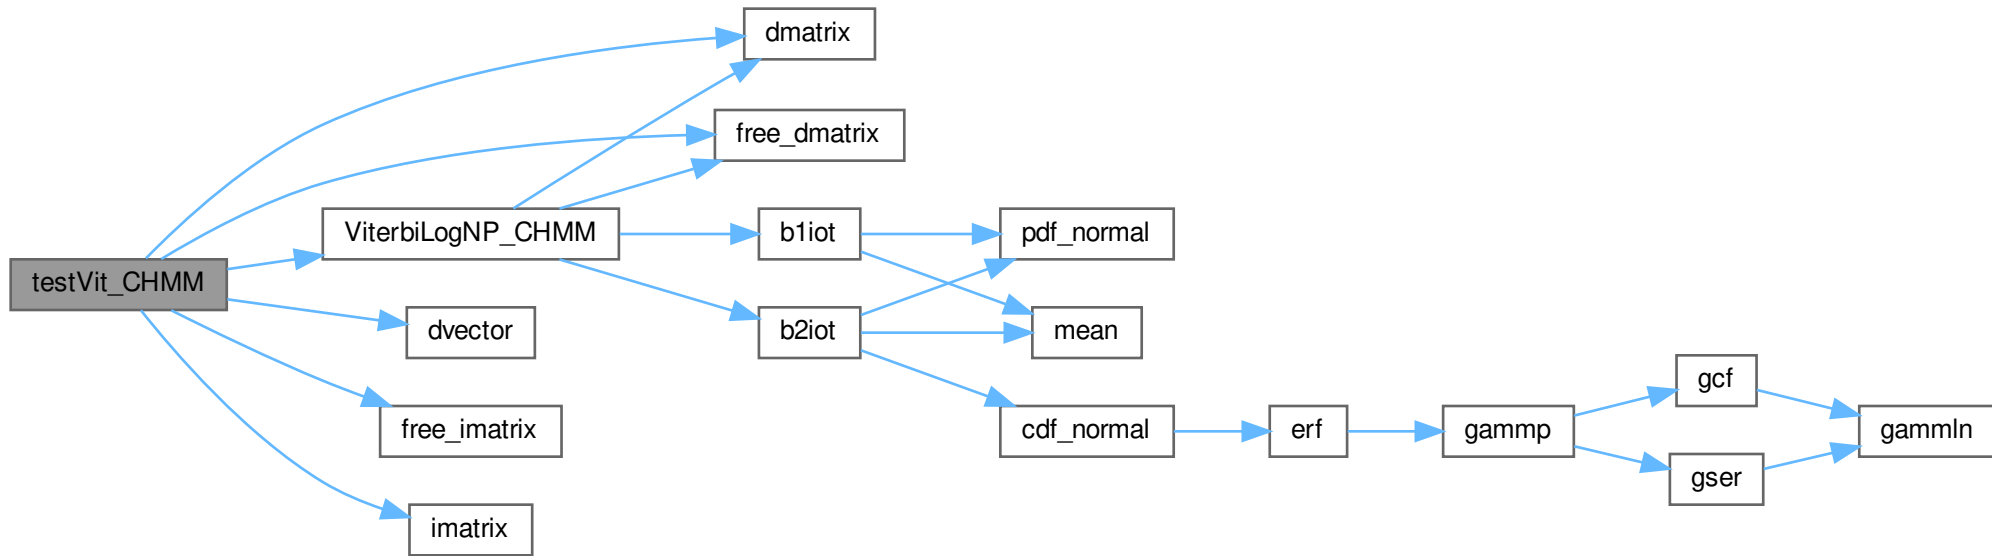 dmatrix
free_dmatrix
ViterbiLogNP_CHMM
b1iot
pdf_normal
testVit_CHMM
dvector
b2iot
mean
gcf
free_imatrix
cdf_normal
erf
gammp
gammln
gser
imatrix